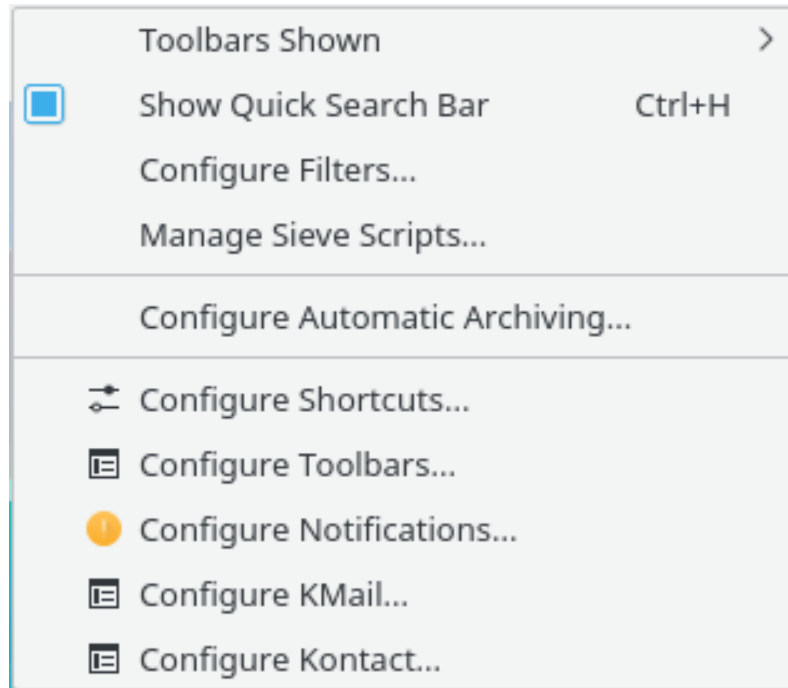 Toolbars Shown
Show Quick Search Bar Ctrl+H
Configure Filters...
Manage Sieve Scripts...
Configure Automatic Archiving...
Configure Shortcuts...
Configure Toolbars...
Configure Notifications...
Configure KMail...
Configure Kontact...